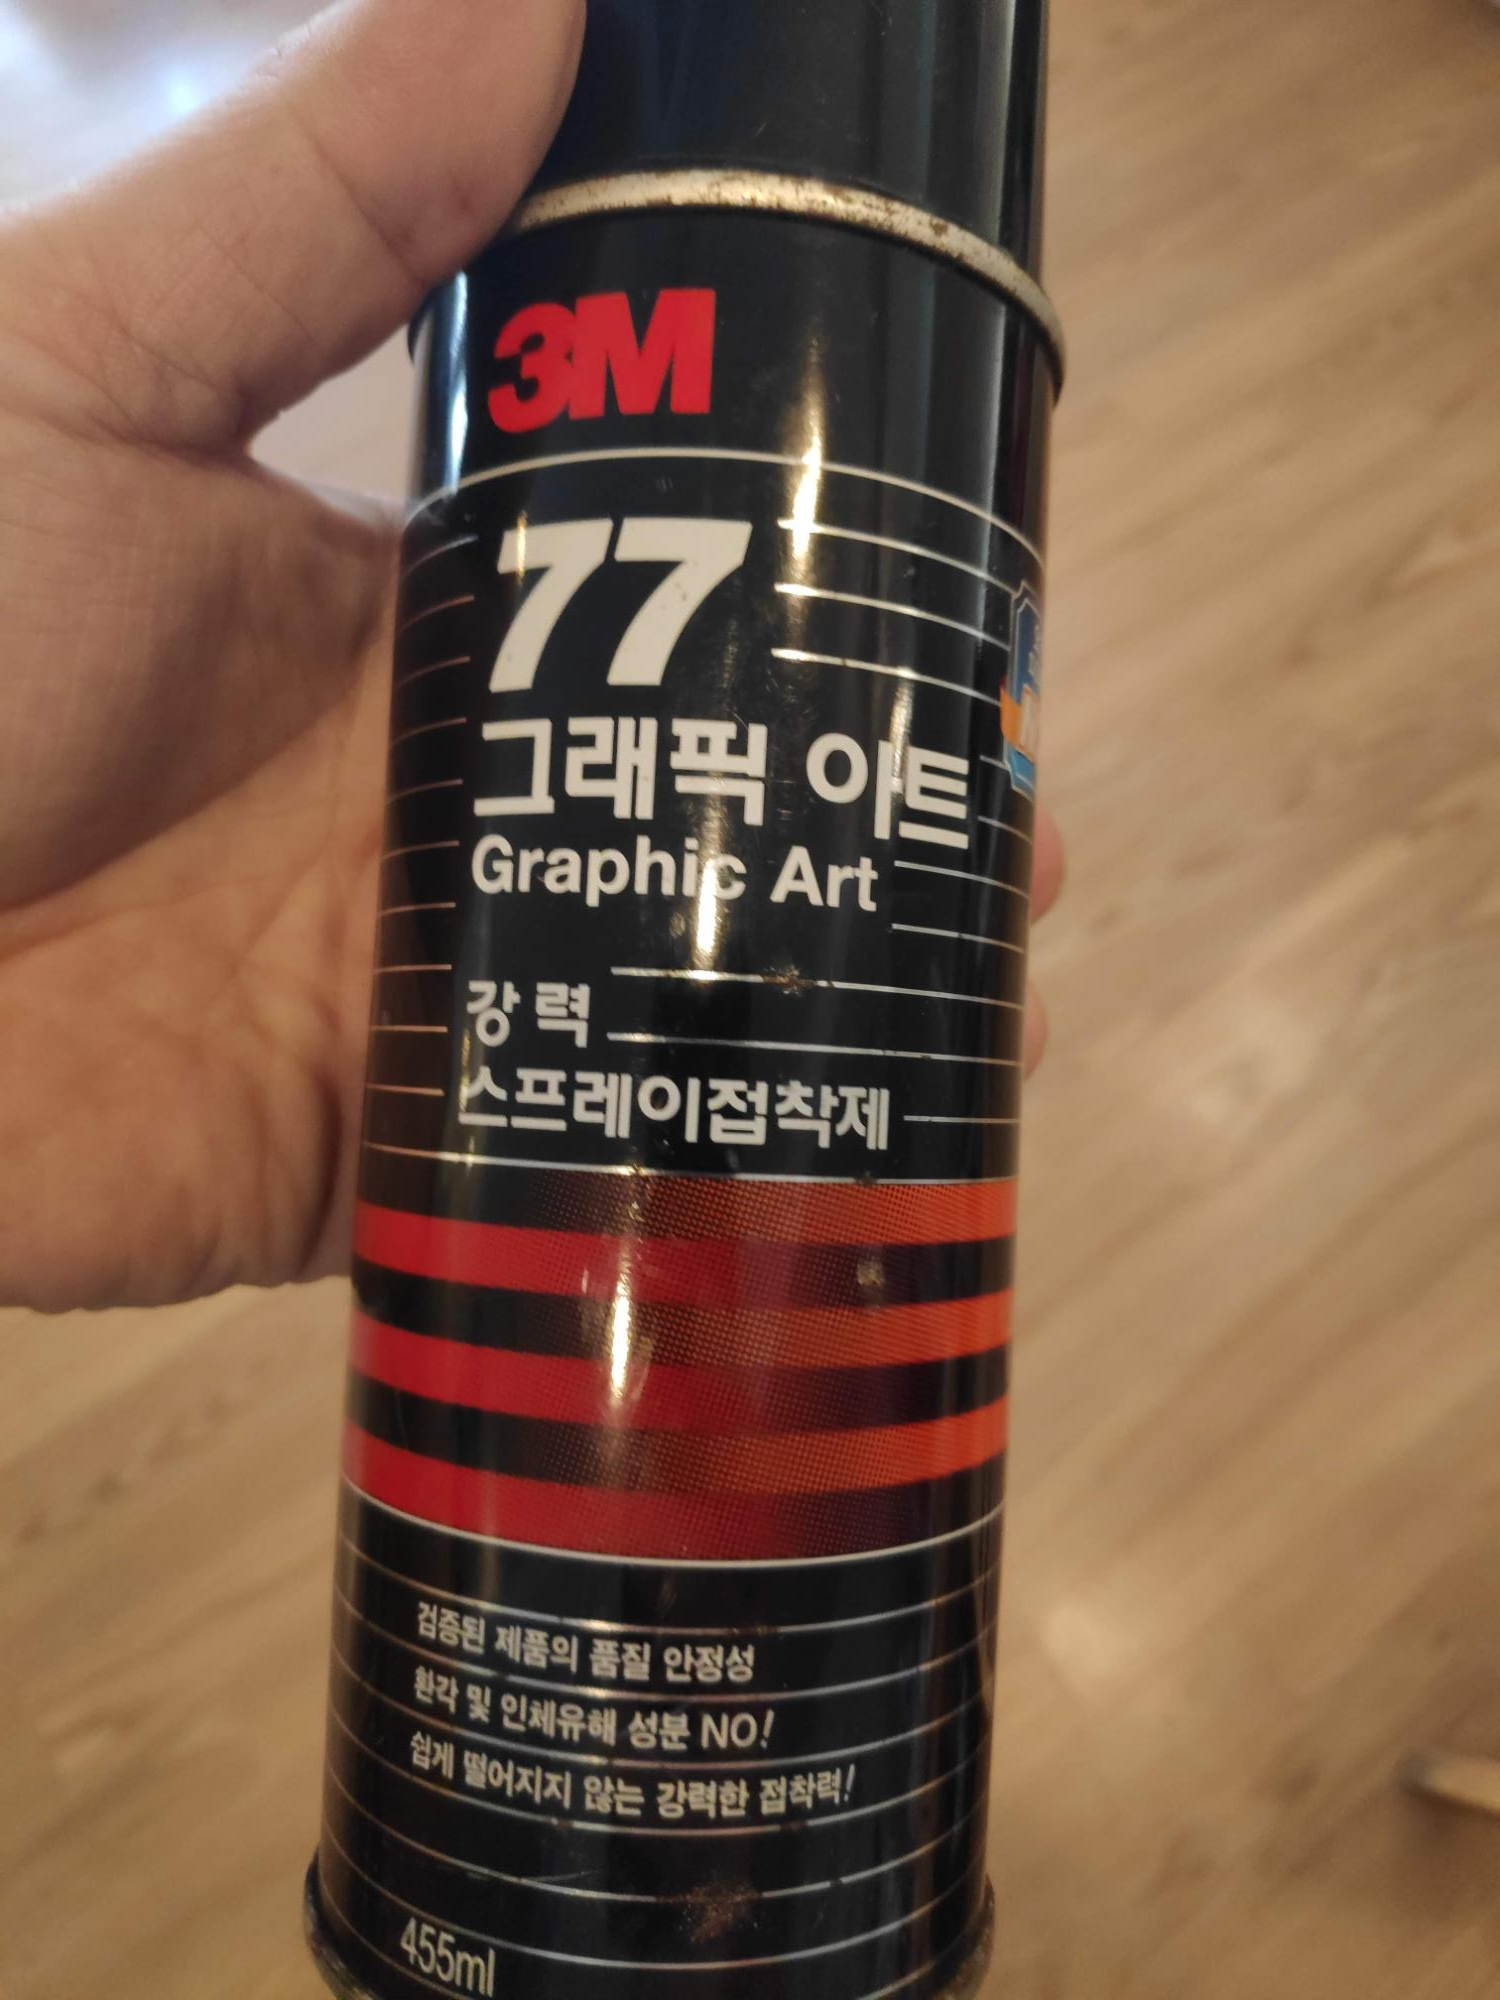 3M
77
그래픽 아트
Graphic Art
강력
스프레이접착제
검증된 제품의 품질 안정성
환각 및 인체유해 성분 NO!
쉽게 떨어지지 않는 강력한 접착력!
455ml